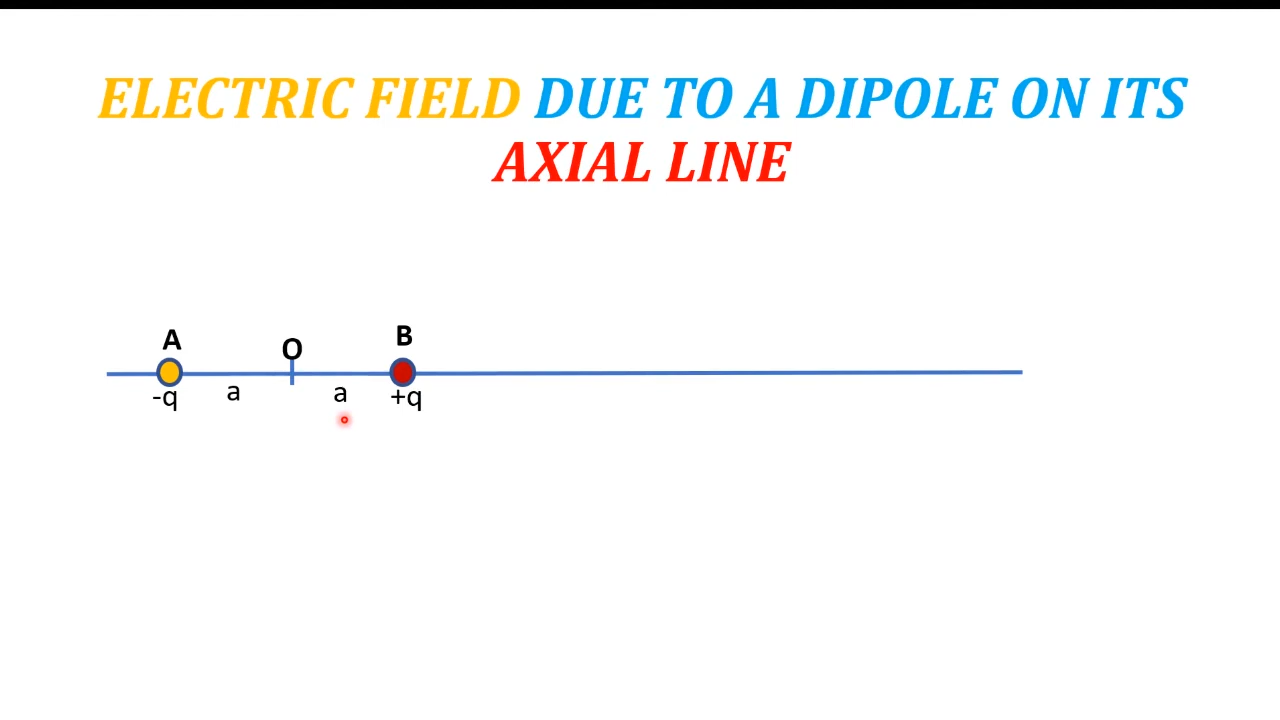 ELECTRIC FIELD DUE TO A DIPOLE ON ITS
AXIAL LINE
A O B
-q a a +q